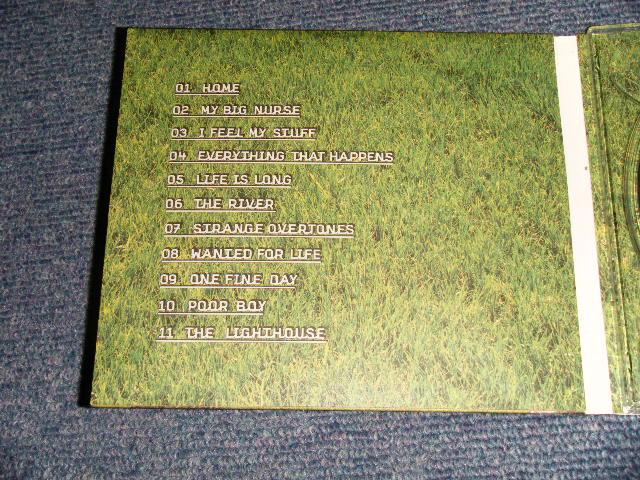 01 HOME
02 MY BIG NURSE
03 I FEEL MY STUFF
04 EVERYTHING THAT HAPPENS
05 LIFE IS LONG
06 THE RIVER
07 STRANGE OVERTONES
08 WANTED FOR LIFE
09 ONE FINE DAY
10 POOR BOY
11 THE LIGHTHOUSE